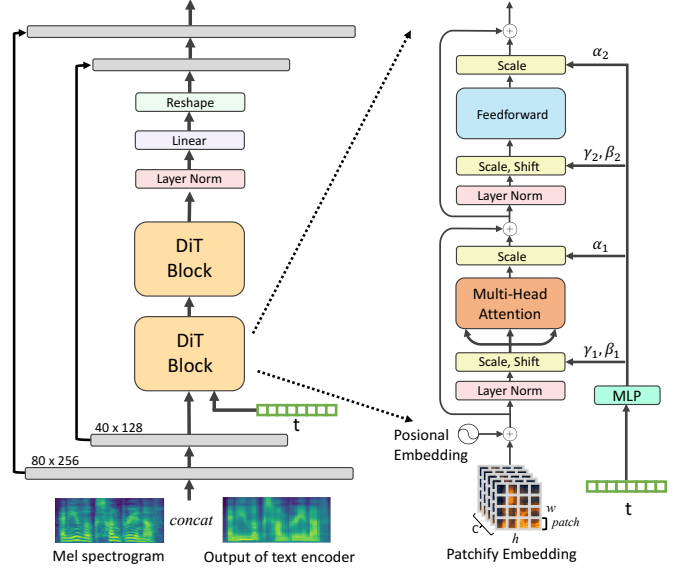 Reshape
Linear
Layer Norm
DiT
Block
DiT
Block
t
40 x 128
80 x 256
concat
Mel spectrogram
Output of text encoder
Scale
α2
Feedforward
Scale, Shift
γ2, β2
Layer Norm
Scale
α1
Multi-Head
Attention
Scale, Shift
γ1, β1
Layer Norm
MLP
Posional
Embedding
t
C
h
w
patch
Patchify Embedding